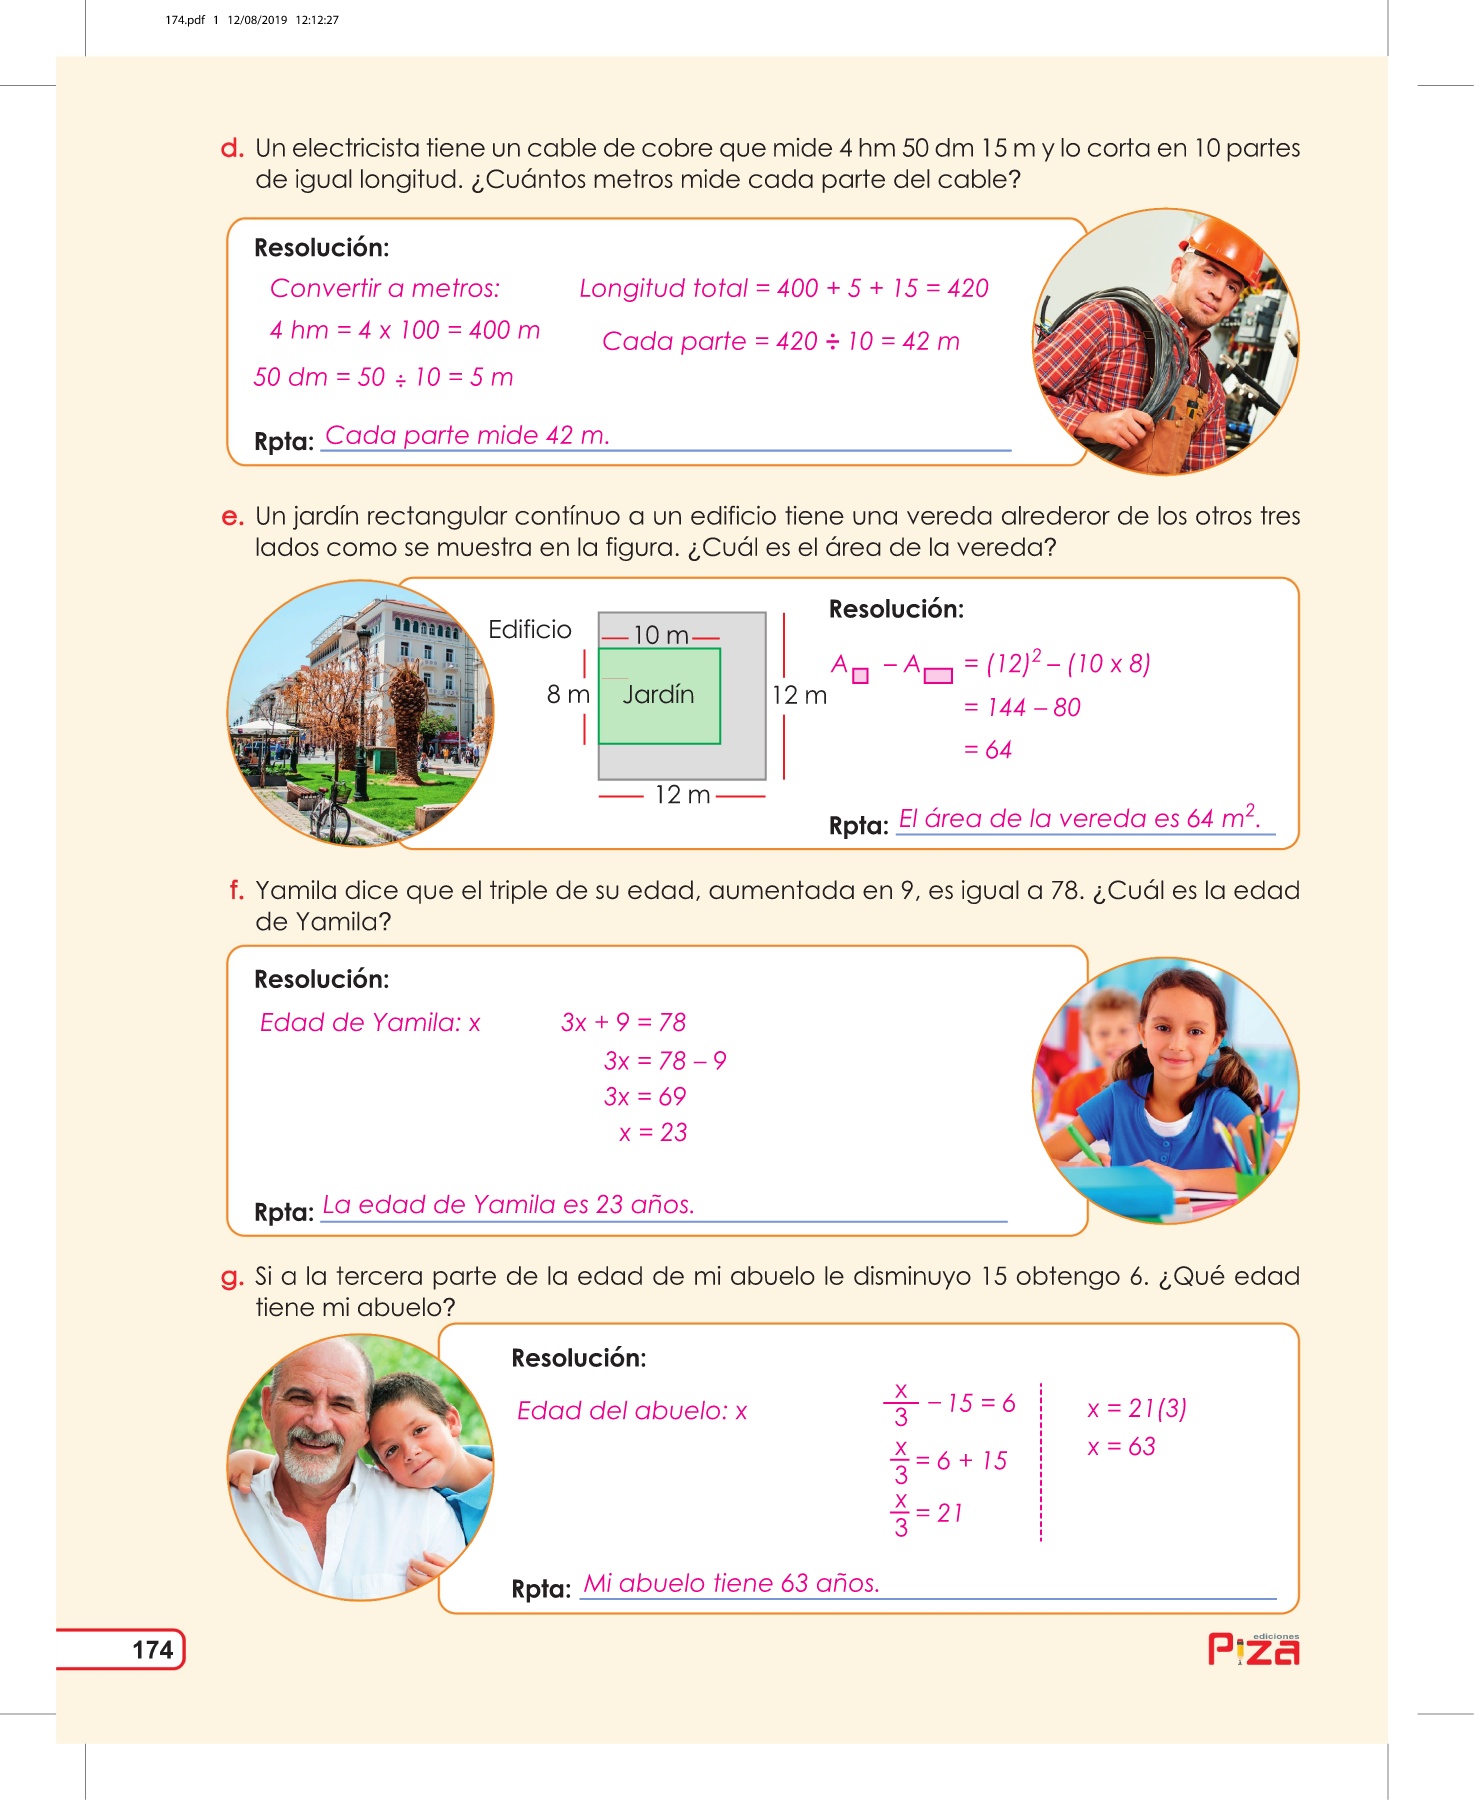 174.pdf 1 12/08/2019 12:12:27
d. Un electricista tiene un cable de cobre que mide 4 hm 50 dm 15 m y lo corta en 10 partes
de igual longitud. ¿Cuántos metros mide cada parte del cable?
Resolución:
Convertir a metros:
4 hm = 4 x 100 = 400 m
50 dm = 50 ÷ 10 = 5 m
Longitud total = 400 + 5 + 15 = 420
Cada parte = 420 ÷ 10 = 42 m
Rpta: Cada parte mide 42 m.
e. Un jardín rectangular contínuo a un edificio tiene una vereda alrederor de los otros tres
lados como se muestra en la figura. ¿Cuál es el área de la vereda?
Edificio
10 m
8 m
Jardín
12 m
12 m
Resolución:
A□ – A▭ = (12)² – (10 x 8)
= 144 – 80
= 64
Rpta: El área de la vereda es 64 m².
f. Yamila dice que el triple de su edad, aumentada en 9, es igual a 78. ¿Cuál es la edad
de Yamila?
Resolución:
Edad de Yamila: x
3x + 9 = 78
3x = 78 – 9
3x = 69
x = 23
Rpta: La edad de Yamila es 23 años.
g. Si a la tercera parte de la edad de mi abuelo le disminuyo 15 obtengo 6. ¿Qué edad
tiene mi abuelo?
Resolución:
Edad del abuelo: x
x/3 – 15 = 6
x/3 = 6 + 15
x/3 = 21
x = 21(3)
x = 63
Rpta: Mi abuelo tiene 63 años.
174
ediciones
Piza